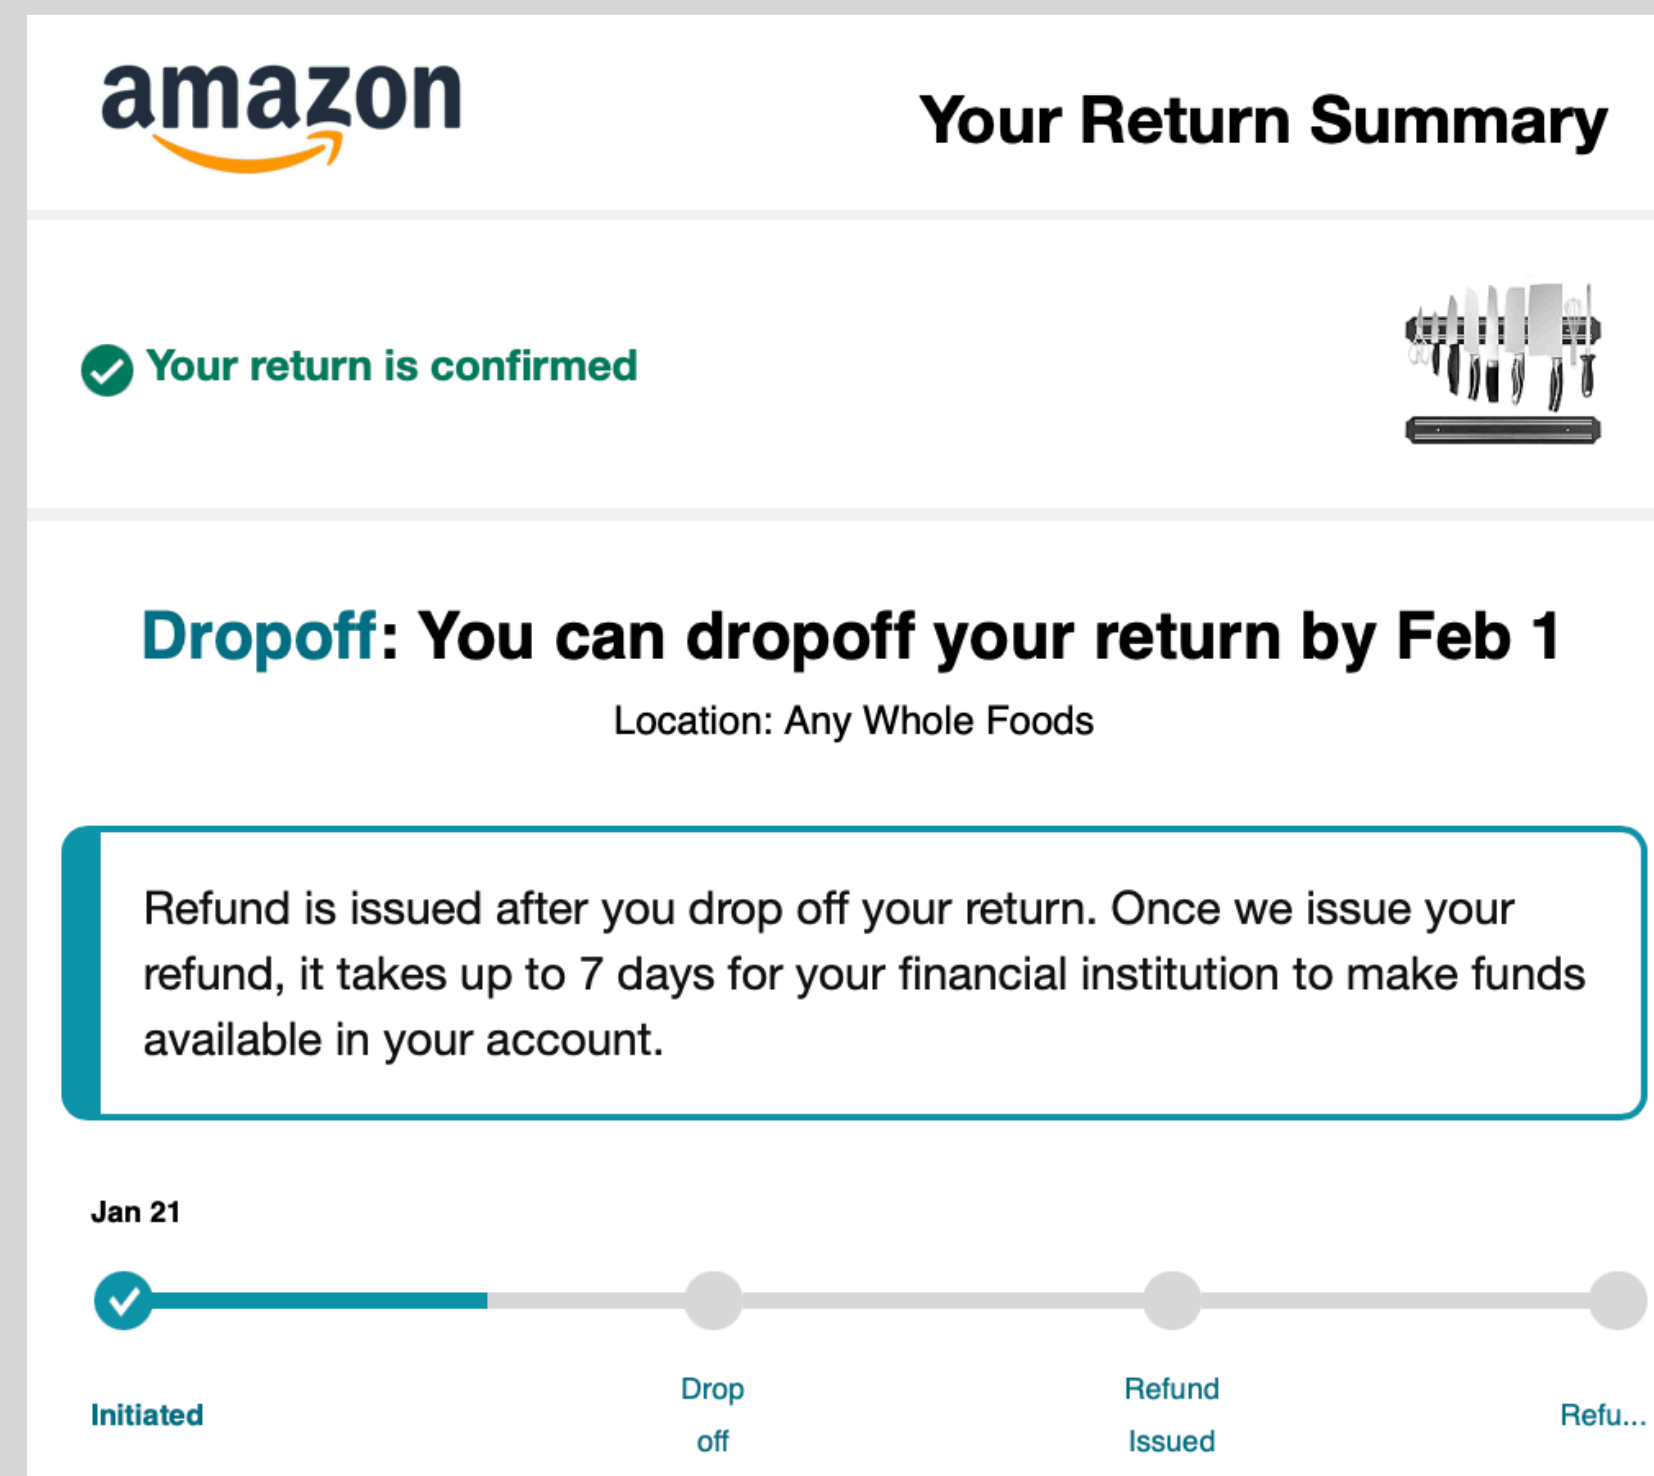 amazon
Your Return Summary
Your return is confirmed
Dropoff: You can dropoff your return by Feb 1
Location: Any Whole Foods
Refund is issued after you drop off your return. Once we issue your
refund, it takes up to 7 days for your financial institution to make funds
available in your account.
Jan 21
Initiated
Drop
off
Refund
Issued
Refu...